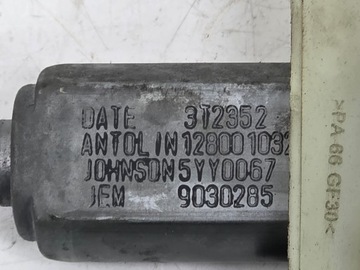 DATE 3T2352
ANTOLIN 128001032
JOHNSON 5YY0067
JEM 9030285
>PA 66 GF30<